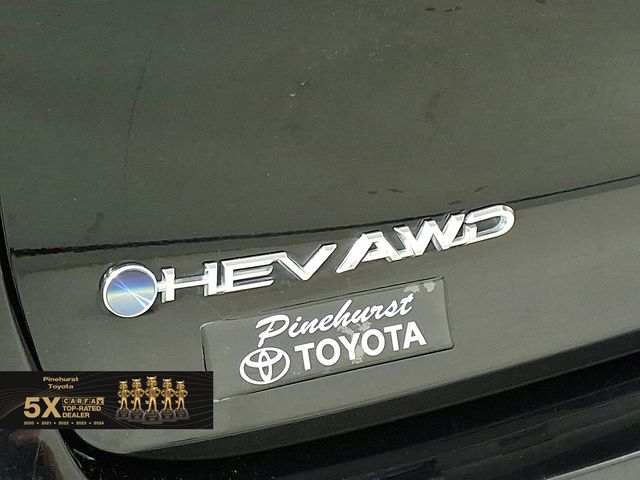 HEV AWD
Pinehurst
TOYOTA
Pinehurst
Toyota
5X
CARFAX
TOP-RATED
DEALER
2020 • 2021 • 2022 • 2023 • 2024